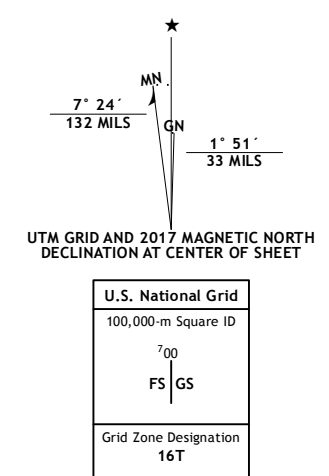 ★
MN
7° 24´
132 MILS
GN
1° 51´
33 MILS
UTM GRID AND 2017 MAGNETIC NORTH
DECLINATION AT CENTER OF SHEET
U.S. National Grid
100,000-m Square ID
⁷00
FS GS
Grid Zone Designation
16T